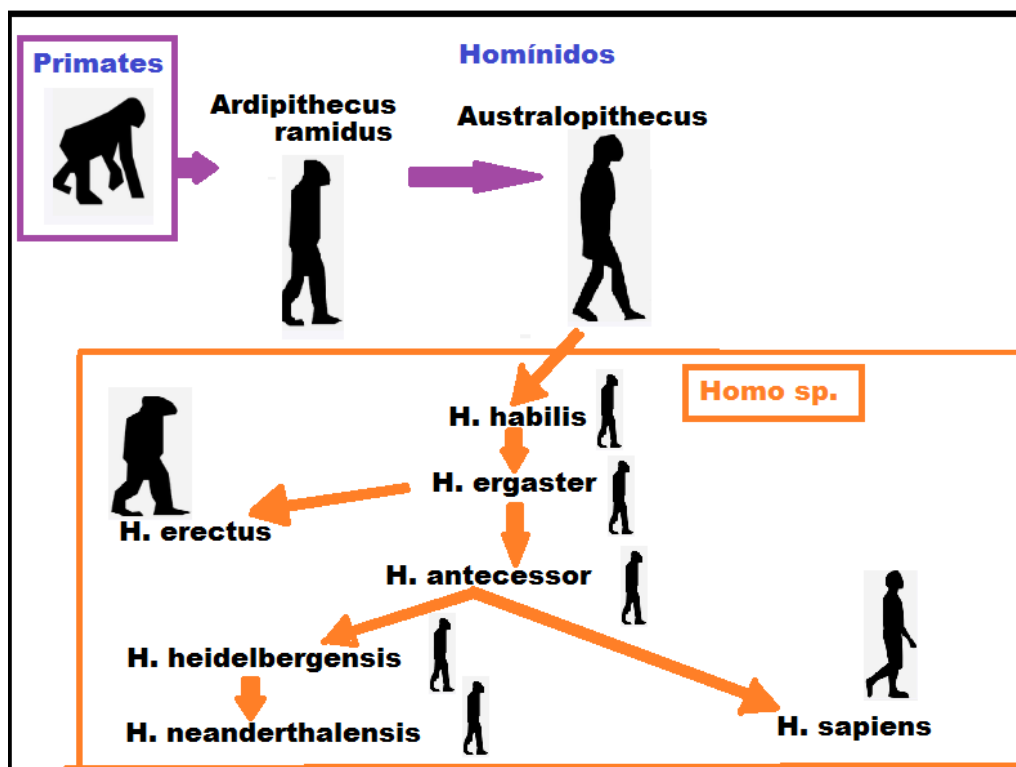 Primates
Homínidos
Ardipithecus
ramidus
Australopithecus
Homo sp.
H. habilis
H. ergaster
H. erectus
H. antecessor
H. heidelbergensis
H. neanderthalensis
H. sapiens